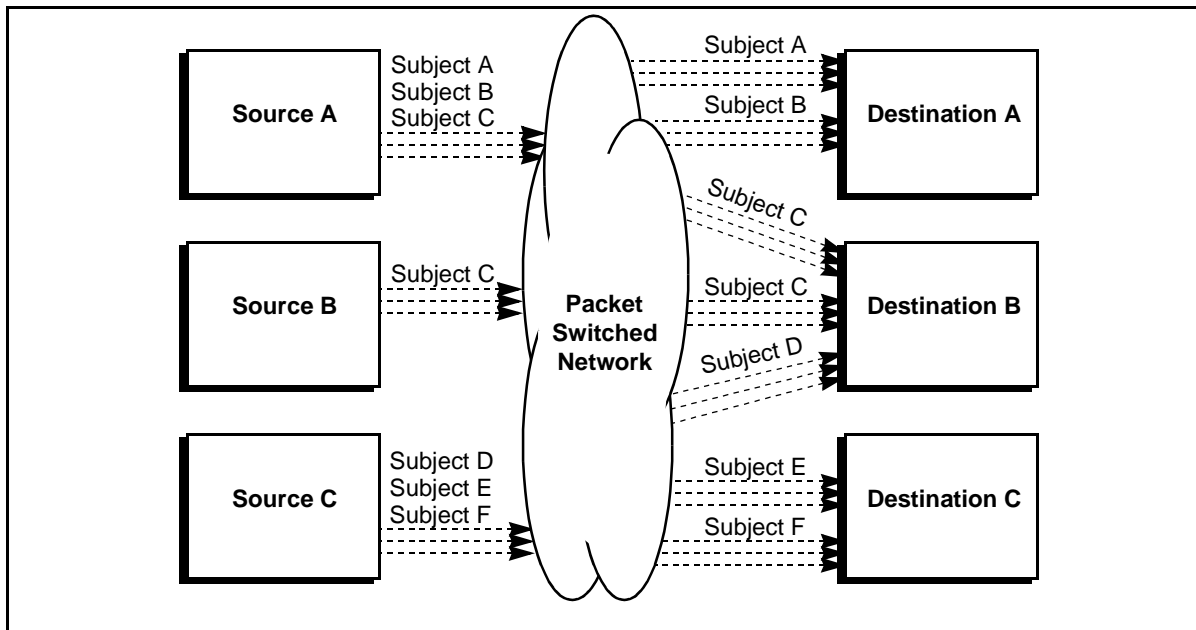 Source A
Subject A
Subject B
Subject C
Subject A
Subject B
Destination A
Subject C
Source B
Subject C
Packet
Switched
Network
Subject C
Destination B
Subject D
Source C
Subject D
Subject E
Subject F
Subject E
Subject F
Destination C